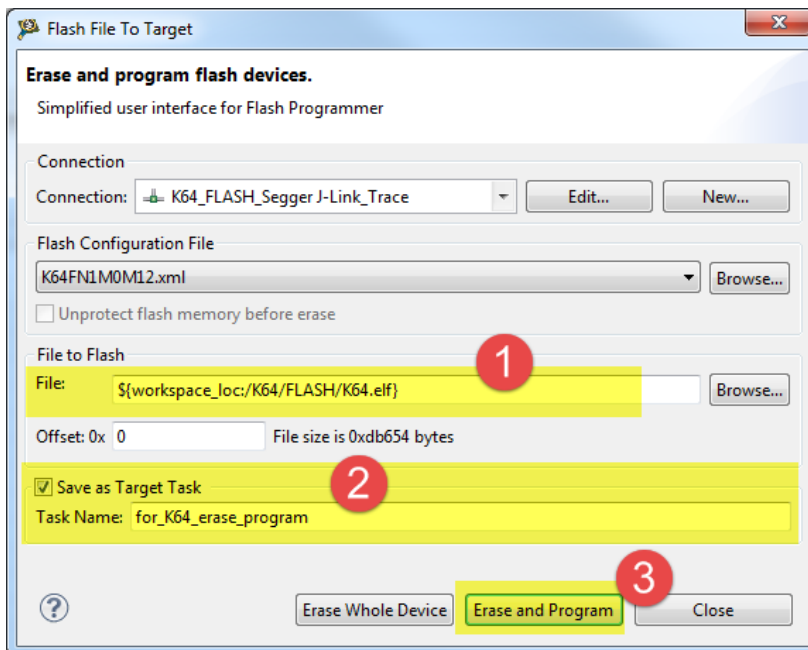 Flash File To Target
Erase and program flash devices.
Simplified user interface for Flash Programmer
Connection
Connection: K64_FLASH_Segger J-Link_Trace Edit... New...
Flash Configuration File
K64FN1M0M12.xml Browse...
Unprotect flash memory before erase
File to Flash
1
File: ${workspace_loc:/K64/FLASH/K64.elf} Browse...
Offset: 0x 0 File size is 0xdb654 bytes
Save as Target Task 2
Task Name: for_K64_erase_program
3
? Erase Whole Device Erase and Program Close